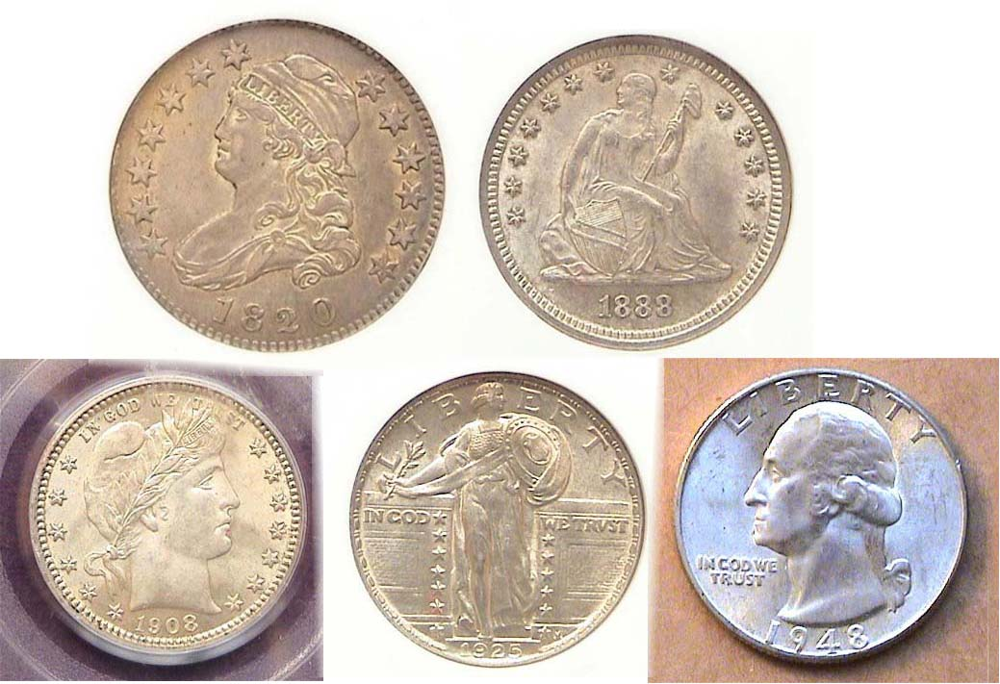 LIBERTY
1820
1888
IN GOD WE TRUST
LIBERTY
1908
LIBERTY
IN GOD WE TRUST
M
1925
LIBERTY
IN GOD WE
TRUST
1948